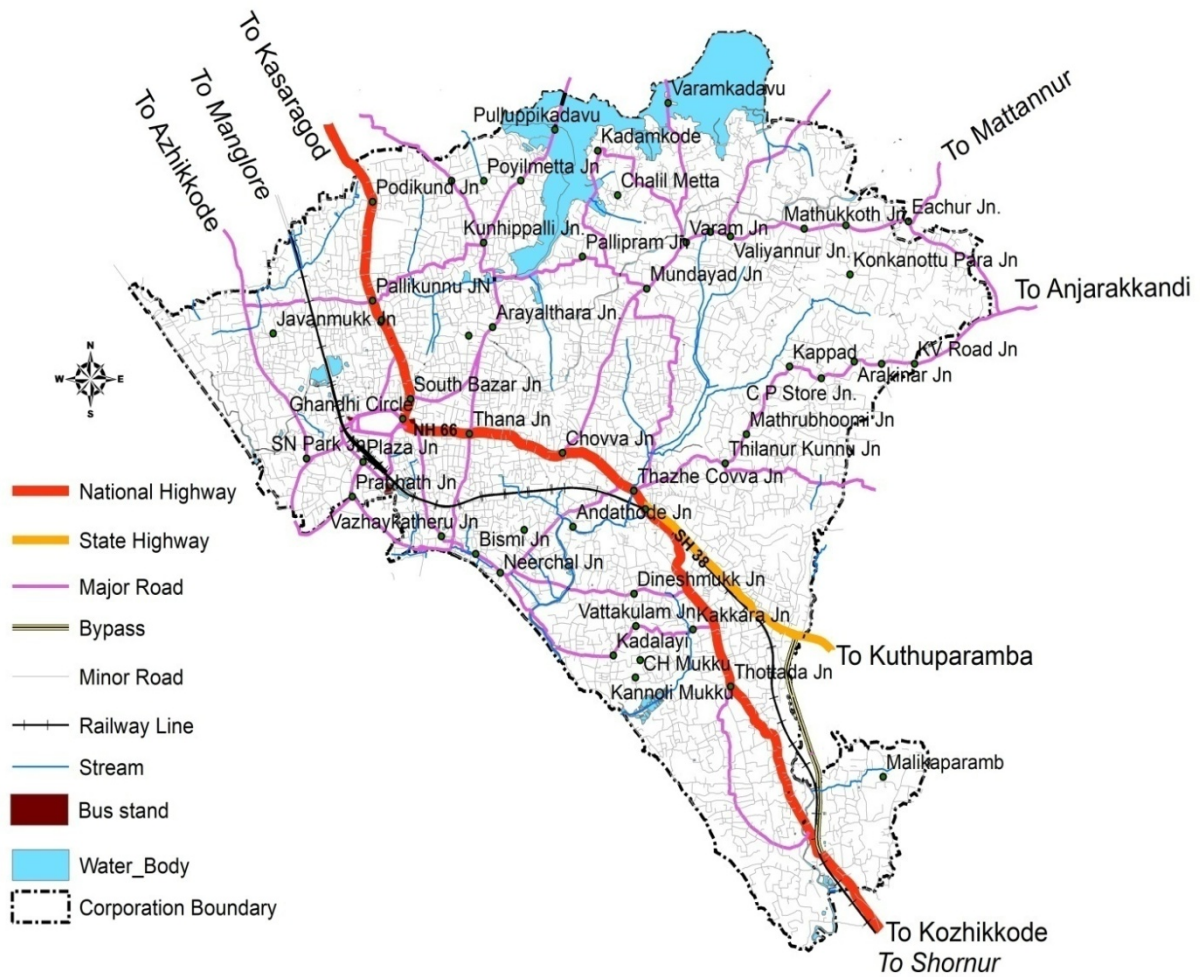 To Kasaragod
To Manglore
To Azhikkode
To Mattannur
Varamkadavu
Pulluppikadavu
Kadamkode
Poyilmetta Jn
Podikund Jn
Chalil Metta
Eachur Jn.
Mathukkoth Jn
Kunhippalli Jn.
Varam Jn
Pallipram Jn
Valiyannur Jn.
Konkanottu Para Jn
Mundayad Jn
To Anjarakkandi
Pallikunnu JN
Arayalthara Jn.
Javanmukk Jn
N
W
E
S
Kappad
KV Road Jn
Arakinar Jn
South Bazar Jn
C P Store Jn.
Ghandhi Circle
NH 66
Thana Jn
Mathrubhoomi Jn
Chovva Jn
SN Park Jn
Plaza Jn
Thilanur Kunnu Jn
Prabhath Jn
Thazhe Covva Jn
Vazhaykatheru Jn
Andathode Jn
Bismi Jn
SH 38
Neerchal Jn
Dineshmukk Jn
Vattakulam Jn
Kakkara Jn
Kadalayi
To Kuthuparamba
CH Mukku
Thottada Jn
Kannoli Mukku
Malikaparamb
To Kozhikkode
To Shornur
National Highway
State Highway
Major Road
Bypass
Minor Road
Railway Line
Stream
Bus stand
Water_Body
Corporation Boundary